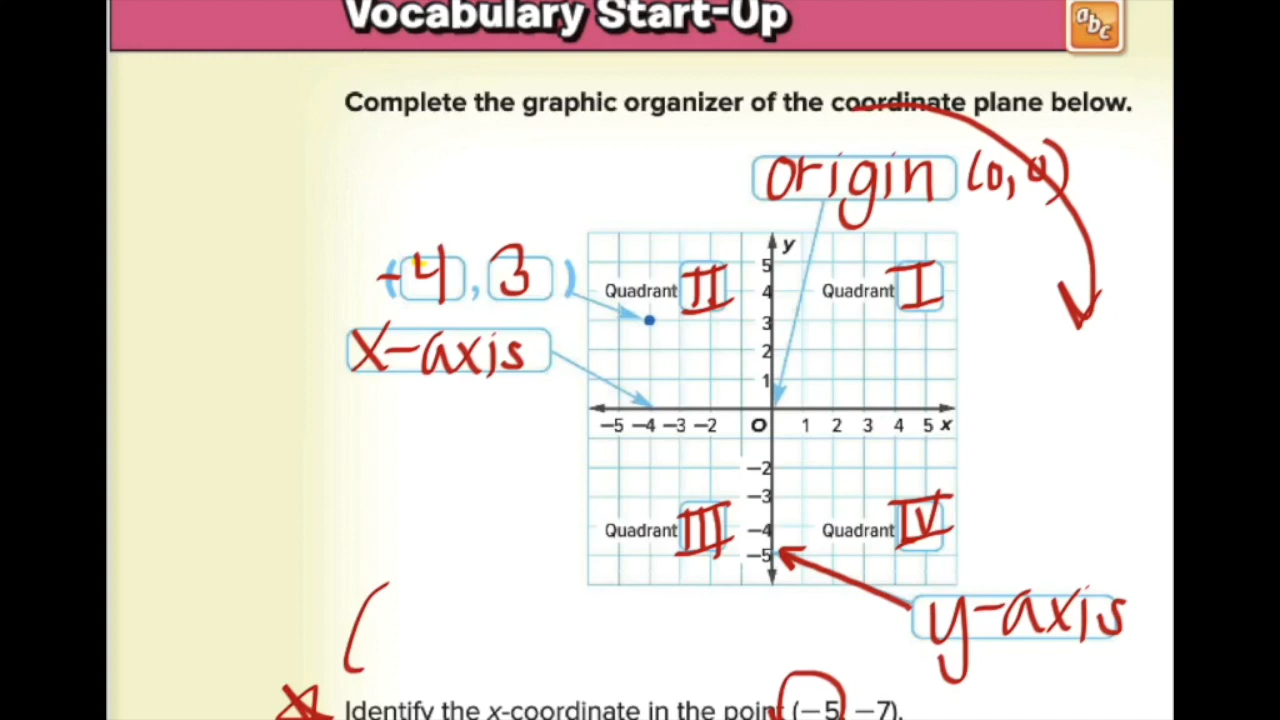 Vocabulary Start-Up
abc
Complete the graphic organizer of the coordinate plane below.
origin (0, 0)
y
(-4, 3)
5
Quadrant II
4
Quadrant I
3
x-axis
2
1
−5 −4 −3 −2 O 1 2 3 4 5 x
−2
−3
Quadrant III
−4
Quadrant IV
−5
y-axis
(
Identify the x-coordinate in the point (−5, −7).